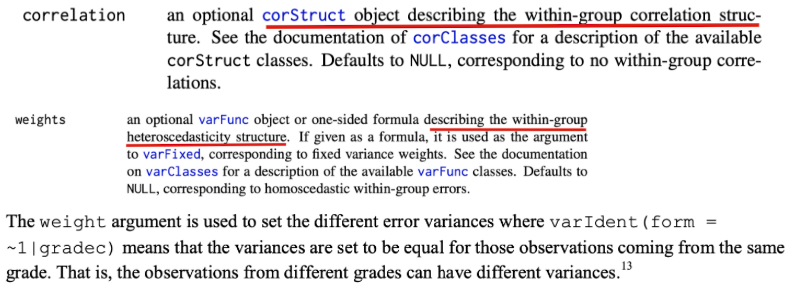 correlation an optional corStruct object describing the within-group correlation struc-
ture. See the documentation of corClasses for a description of the available
corStruct classes. Defaults to NULL, corresponding to no within-group corre-
lations.
weights an optional varFunc object or one-sided formula describing the within-group
heteroscedasticity structure. If given as a formula, it is used as the argument
to varFixed, corresponding to fixed variance weights. See the documentation
on varClasses for a description of the available varFunc classes. Defaults to
NULL, corresponding to homoscedastic within-group errors.
The weight argument is used to set the different error variances where varIdent(form =
~1|gradec) means that the variances are set to be equal for those observations coming from the same
grade. That is, the observations from different grades can have different variances.13